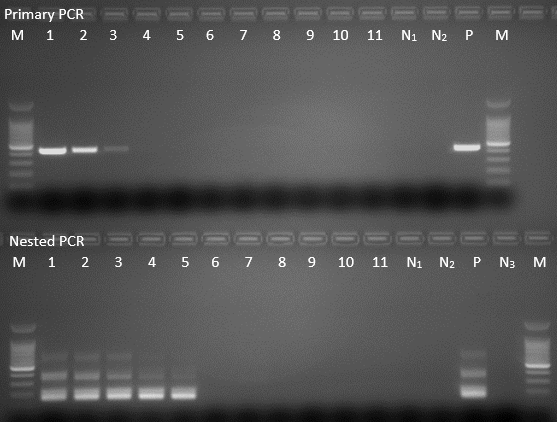 Primary PCR
M 1 2 3 4 5 6 7 8 9 10 11 N₁ N₂ P M
Nested PCR
M 1 2 3 4 5 6 7 8 9 10 11 N₁ N₂ P N₃ M